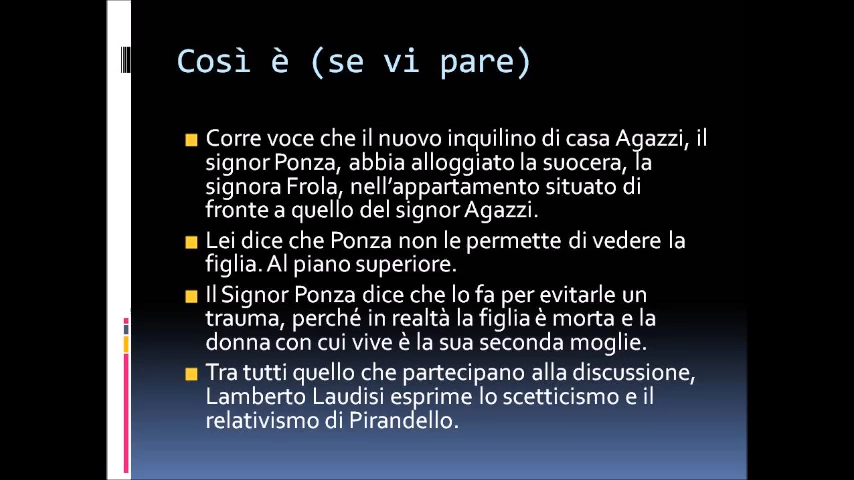 Così è (se vi pare)
Corre voce che il nuovo inquilino di casa Agazzi, il
signor Ponza, abbia alloggiato la suocera, la
signora Frola, nell'appartamento situato di
fronte a quello del signor Agazzi.
Lei dice che Ponza non le permette di vedere la
figlia. Al piano superiore.
Il Signor Ponza dice che lo fa per evitarle un
trauma, perché in realtà la figlia è morta e la
donna con cui vive è la sua seconda moglie.
Tra tutti quello che partecipano alla discussione,
Lamberto Laudisi esprime lo scetticismo e il
relativismo di Pirandello.